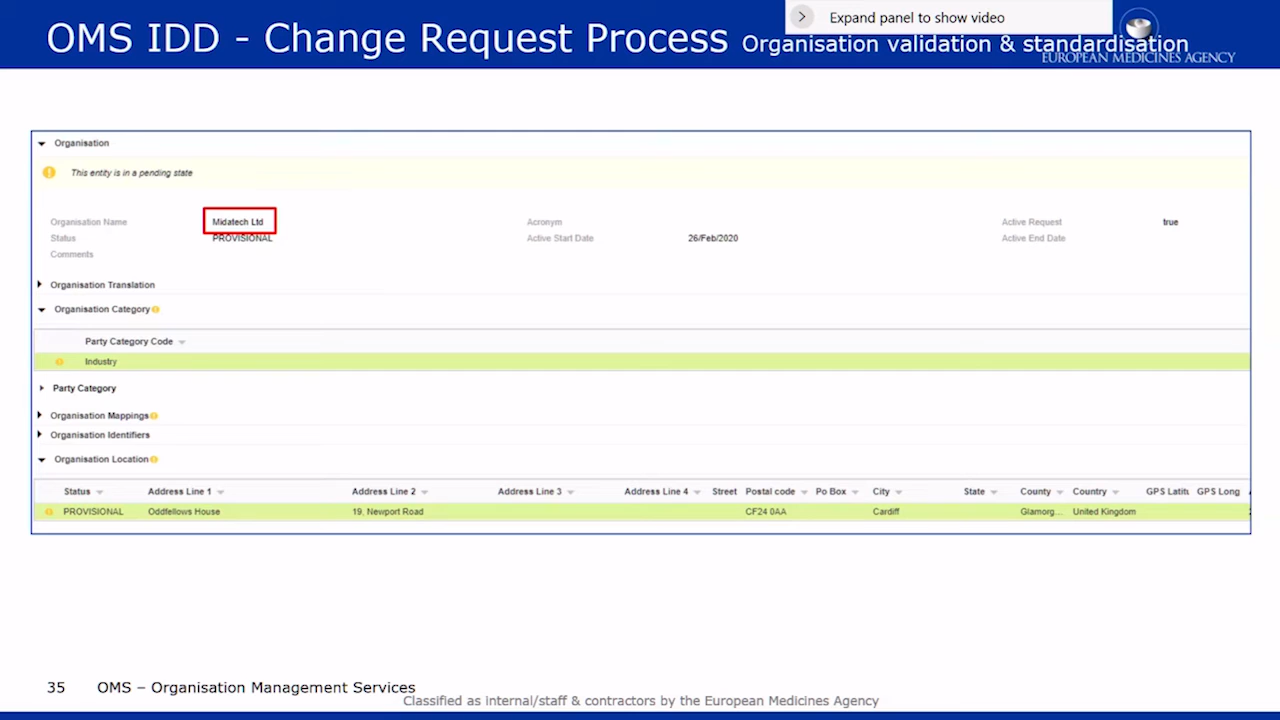 Expand panel to show video
OMS IDD - Change Request Process Organisation validation & standardisation
EUROPEAN MEDICINES AGENCY
Organisation
This entity is in a pending state
Organisation Name Midatech Ltd Acronym Active Request true
Status PROVISIONAL Active Start Date 26/Feb/2020 Active End Date
Comments
Organisation Translation
Organisation Category
Party Category Code
Industry
Party Category
Organisation Mappings
Organisation Identifiers
Organisation Location
Status Address Line 1 Address Line 2 Address Line 3 Address Line 4 Street Postal code Po Box City State County Country GPS Latitu GPS Long
PROVISIONAL Oddfellows House 19, Newport Road CF24 0AA Cardiff Glamorg... United Kingdom
35 OMS – Organisation Management Services
Classified as internal/staff & contractors by the European Medicines Agency